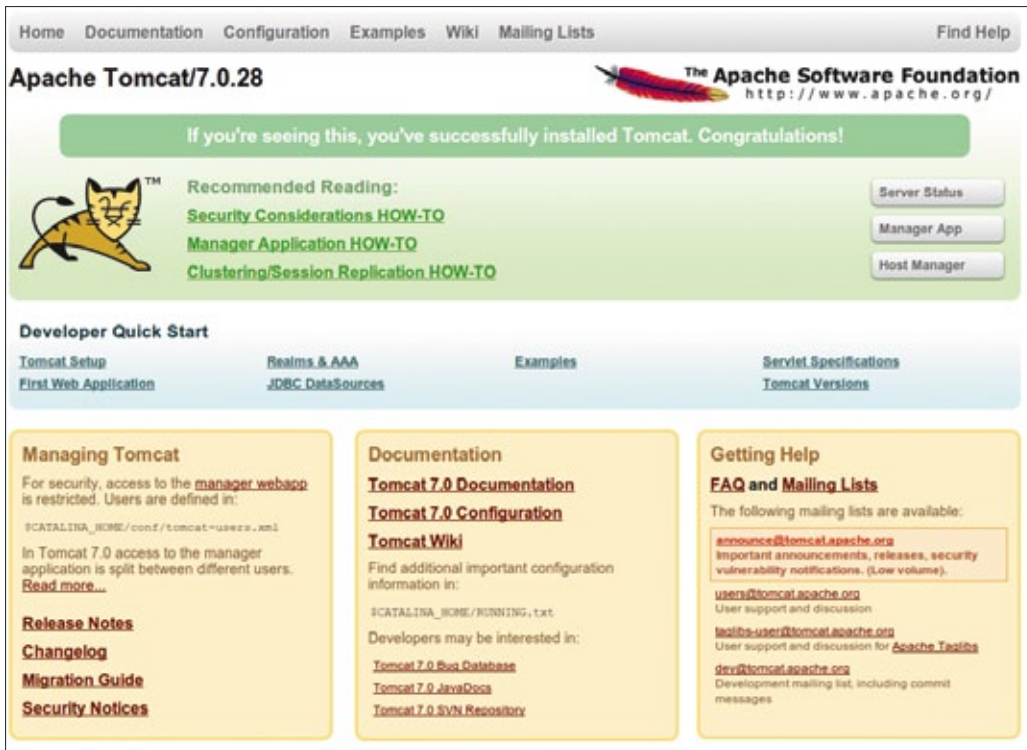 Home Documentation Configuration Examples Wiki Mailing Lists Find Help
Apache Tomcat/7.0.28
The Apache Software Foundation
http://www.apache.org/
If you're seeing this, you've successfully installed Tomcat. Congratulations!
TM
Recommended Reading:
Security Considerations HOW-TO
Manager Application HOW-TO
Clustering/Session Replication HOW-TO
Server Status
Manager App
Host Manager
Developer Quick Start
Tomcat Setup
First Web Application
Realms & AAA
JDBC DataSources
Examples
Servlet Specifications
Tomcat Versions
Managing Tomcat
For security, access to the manager webapp
is restricted. Users are defined in:
$CATALINA_HOME/conf/tomcat-users.xml
In Tomcat 7.0 access to the manager
application is split between different users.
Read more...
Release Notes
Changelog
Migration Guide
Security Notices
Documentation
Tomcat 7.0 Documentation
Tomcat 7.0 Configuration
Tomcat Wiki
Find additional important configuration
information in:
$CATALINA_HOME/RUNNING.txt
Developers may be interested in:
Tomcat 7.0 Bug Database
Tomcat 7.0 JavaDocs
Tomcat 7.0 SVN Repository
Getting Help
FAQ and Mailing Lists
The following mailing lists are available:
announce@tomcat.apache.org
Important announcements, releases, security
vulnerability notifications. (Low volume).
users@tomcat.apache.org
User support and discussion
taglibs-user@tomcat.apache.org
User support and discussion for Apache Taglibs
dev@tomcat.apache.org
Development mailing list, including commit
messages